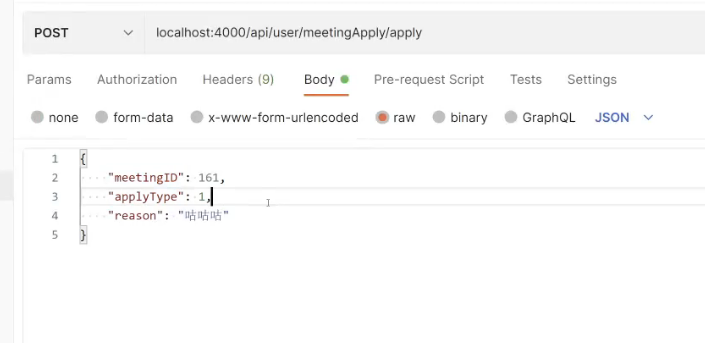 POST localhost:4000/api/user/meetingApply/apply
Params Authorization Headers (9) Body Pre-request Script Tests Settings
none form-data x-www-form-urlencoded raw binary GraphQL JSON
1 {
2 "meetingID": 161,
3 "applyType": 1,
4 "reason": "咕咕咕"
5 }